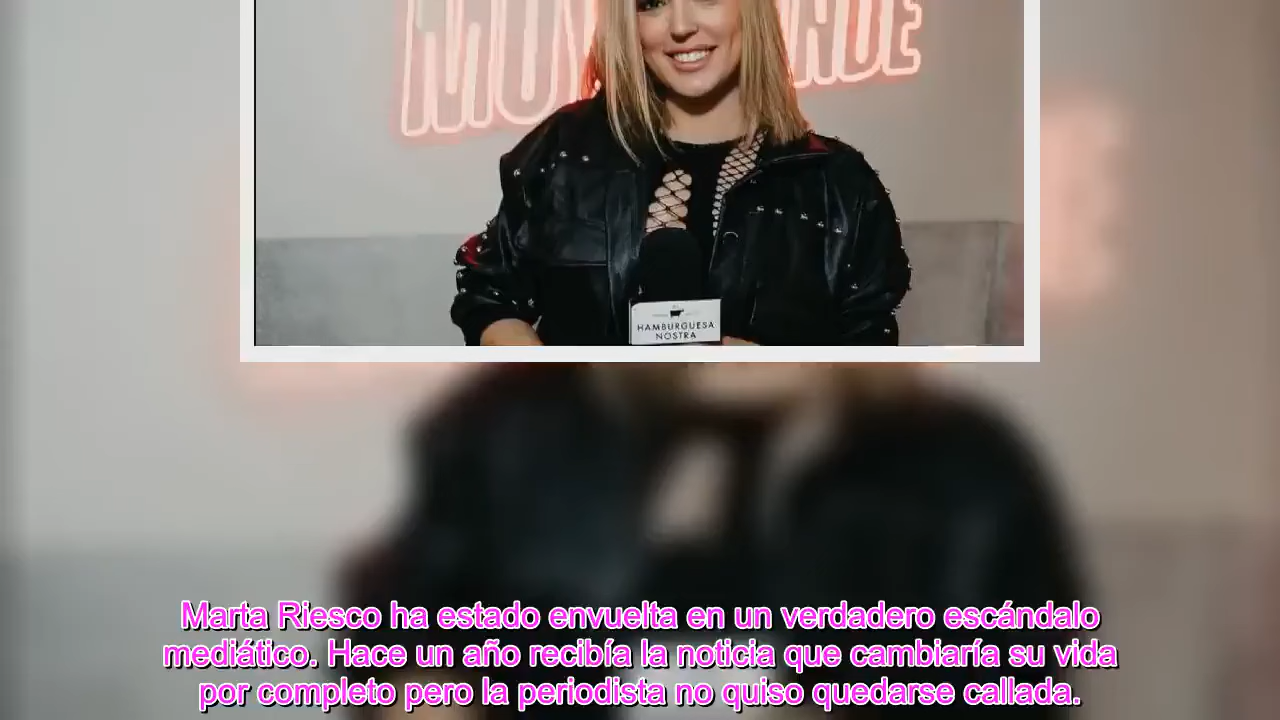 HAMBURGUESA
NOSTRA
Marta Riesco ha estado envuelta en un verdadero escándalo
mediático. Hace un año recibía la noticia que cambiaría su vida
por completo pero la periodista no quiso quedarse callada.